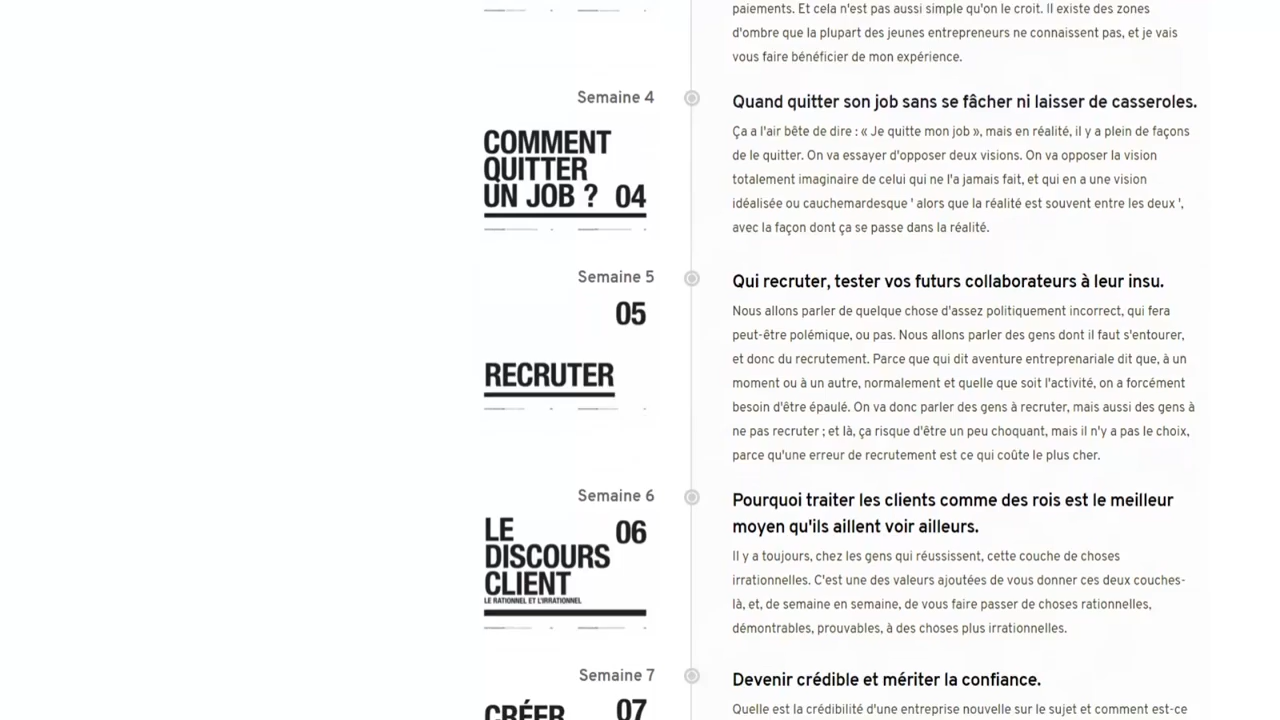 paiements. Et cela n'est pas aussi simple qu'on le croit. Il existe des zones
d'ombre que la plupart des jeunes entrepreneurs ne connaissent pas, et je vais
vous faire bénéficier de mon expérience.
Semaine 4
COMMENT
QUITTER
UN JOB ? 04
Quand quitter son job sans se fâcher ni laisser de casseroles.
Ça a l'air bête de dire : « Je quitte mon job », mais en réalité, il y a plein de façons
de le quitter. On va essayer d'opposer deux visions. On va opposer la vision
totalement imaginaire de celui qui ne l'a jamais fait, et qui en a une vision
idéalisée ou cauchemardesque ' alors que la réalité est souvent entre les deux ',
avec la façon dont ça se passe dans la réalité.
Semaine 5
05
RECRUTER
Qui recruter, tester vos futurs collaborateurs à leur insu.
Nous allons parler de quelque chose d'assez politiquement incorrect, qui fera
peut-être polémique, ou pas. Nous allons parler des gens dont il faut s'entourer,
et donc du recrutement. Parce que qui dit aventure entreprenariale dit que, à un
moment ou à un autre, normalement et quelle que soit l'activité, on a forcément
besoin d'être épaulé. On va donc parler des gens à recruter, mais aussi des gens à
ne pas recruter ; et là, ça risque d'être un peu choquant, mais il n'y a pas le choix,
parce qu'une erreur de recrutement est ce qui coûte le plus cher.
Semaine 6
LE 06
DISCOURS
CLIENT
LE RATIONNEL ET L'IRRATIONNEL
Pourquoi traiter les clients comme des rois est le meilleur
moyen qu'ils aillent voir ailleurs.
Il y a toujours, chez les gens qui réussissent, cette couche de choses
irrationnelles. C'est une des valeurs ajoutées de vous donner ces deux couches-
là, et, de semaine en semaine, de vous faire passer de choses rationnelles,
démontrables, prouvables, à des choses plus irrationnelles.
Semaine 7
CRÉER 07
Devenir crédible et mériter la confiance.
Quelle est la crédibilité d'une entreprise nouvelle sur le sujet et comment est-ce